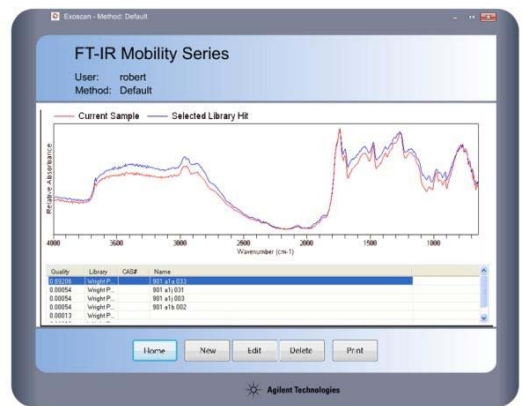 Exoscan - Method: Default
FT-IR Mobility Series
User: robert
Method: Default
Current Sample Selected Library Hit
Relative Absorbance
4000 3500 3000 2500 2000 1500 1000
Wavenumber (cm-1)
Quality Library CAS# Name
0.89206 Wright P... 901 a1a 033
0.00054 Wright P... 901 a1j 031
0.00054 Wright P... 901 a1j 003
0.00054 Wright P... 901 a1b 002
0.00013 Wright P...
Home New Edit Delete Print
Agilent Technologies